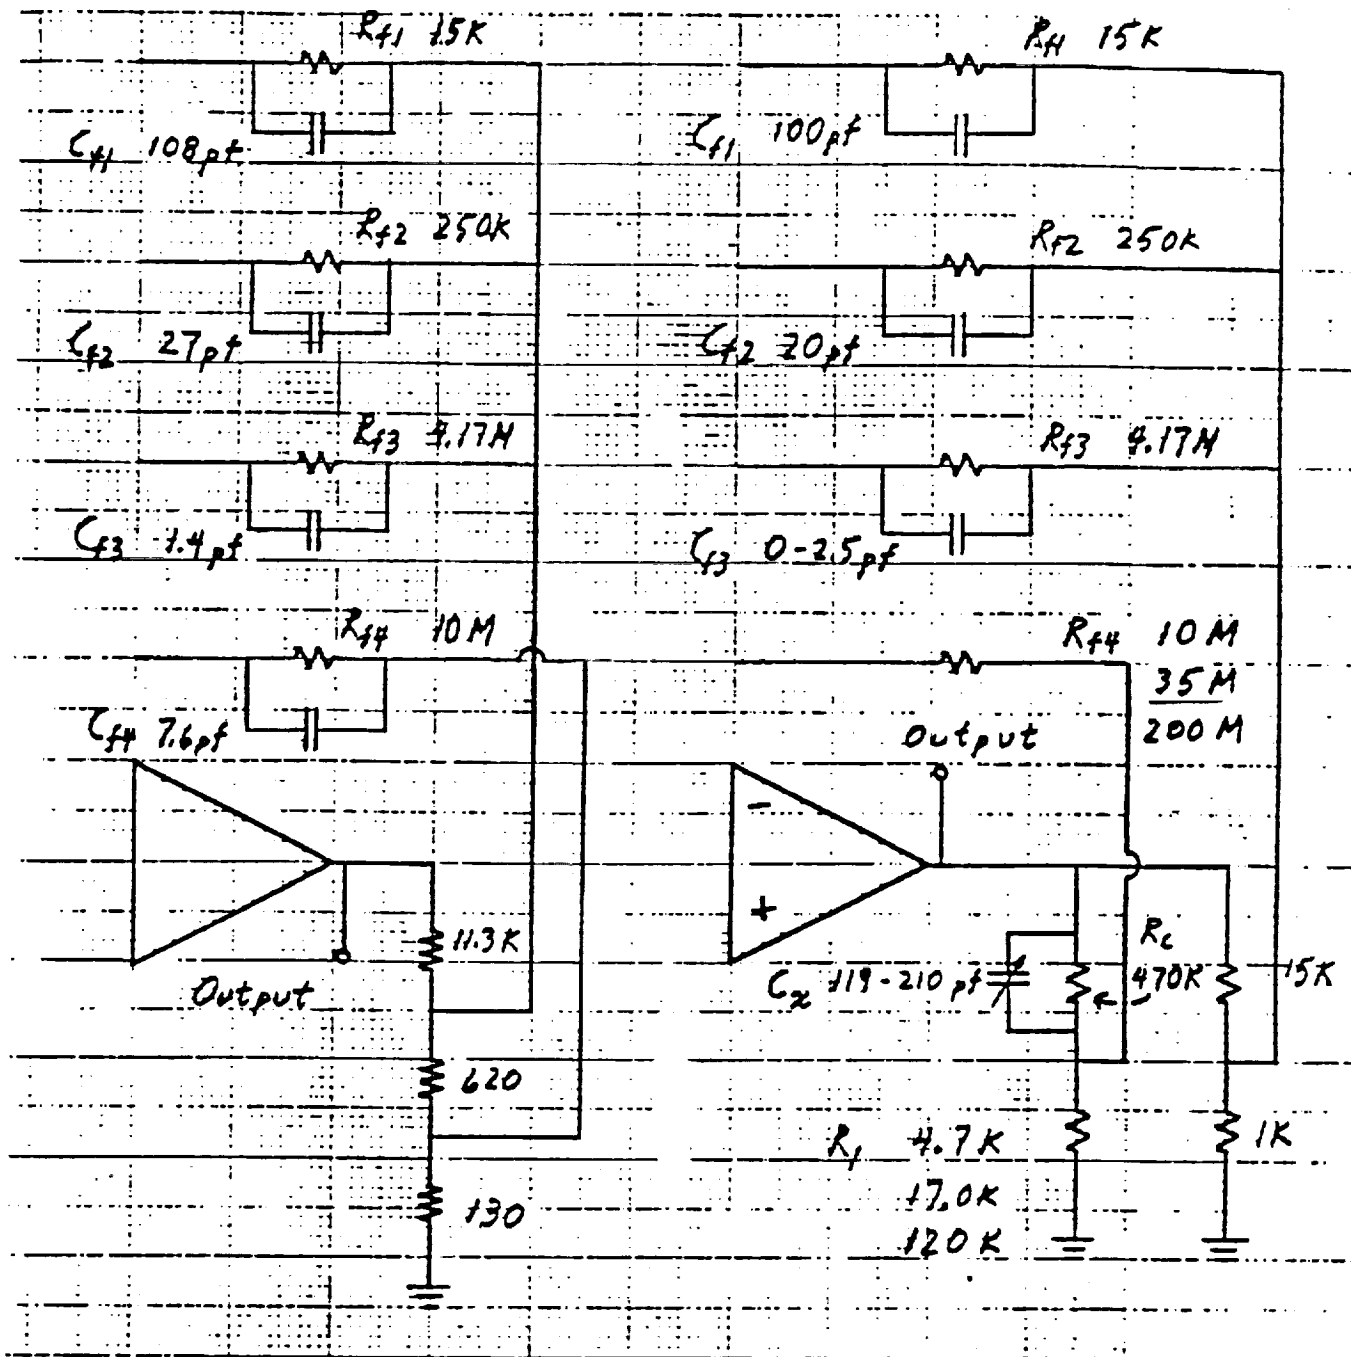 Rf1 15K
Cf1 108pf
Rf2 250K
Cf2 27pf
Rf3 4.17M
Cf3 1.4pf
Rf4 10M
Cf4 7.6pf
Output
11.3K
620
130
Rf1 15K
Cf1 100pf
Rf2 250K
Cf2 20pf
Rf3 4.17M
Cf3 0-2.5pf
Rf4 10M
35M
200M
Output
-
+
Cx 119-210 pf
Rc
470K
15K
R1 4.7K
17.0K
120K
1K